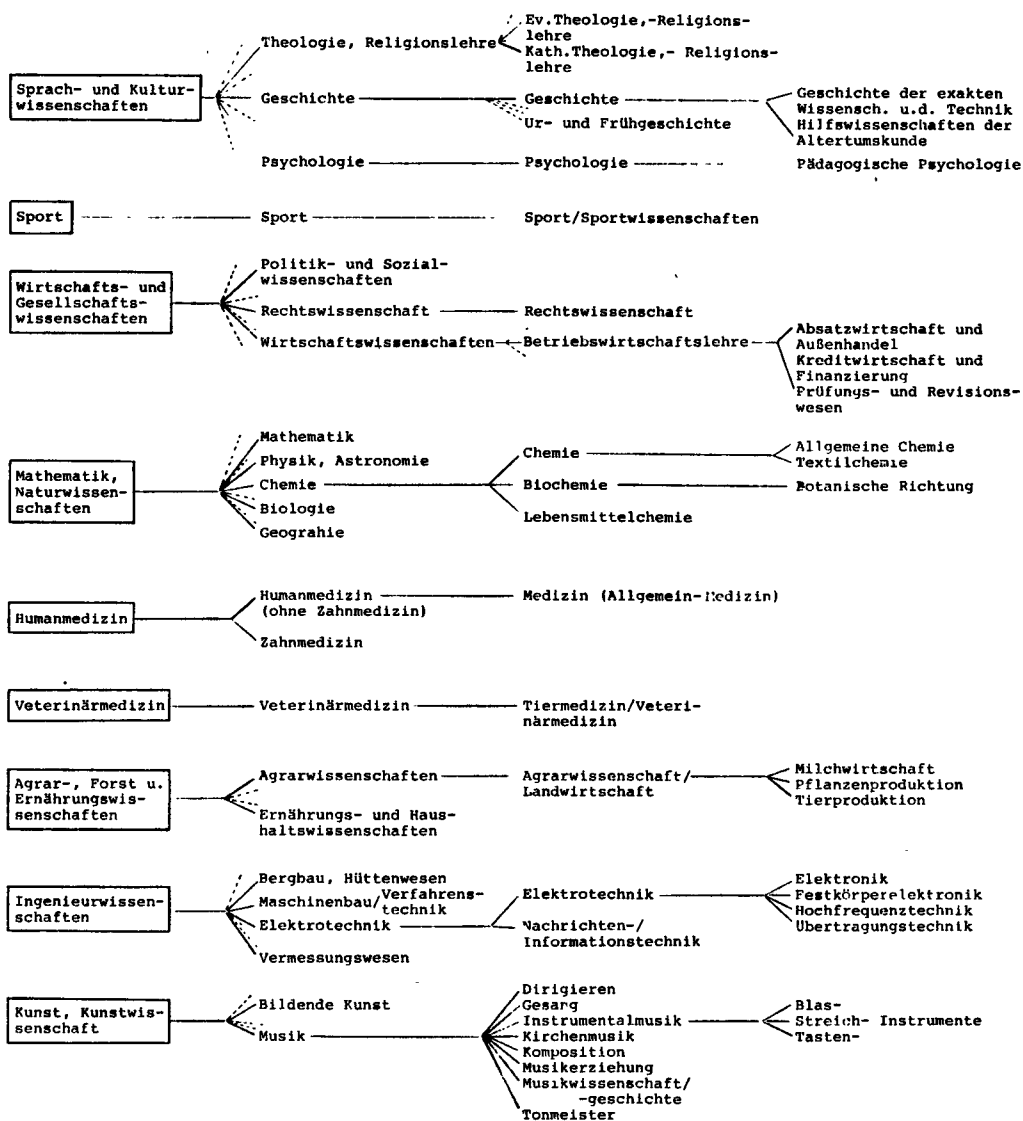 Sprach- und Kultur-
wissenschaften
Theologie, Religionslehre
Ev.Theologie,-Religions-
lehre
Kath.Theologie,- Religions-
lehre
Geschichte
Geschichte
Ur- und Frühgeschichte
Geschichte der exakten
Wissensch. u.d. Technik
Hilfswissenschaften der
Altertumskunde
Psychologie
Psychologie
Pädagogische Psychologie
Sport
Sport
Sport/Sportwissenschaften
Wirtschafts- und
Gesellschafts-
wissenschaften
Politik- und Sozial-
wissenschaften
Rechtswissenschaft
Rechtswissenschaft
Wirtschaftswissenschaften
Betriebswirtschaftslehre
Absatzwirtschaft und
Außenhandel
Kreditwirtschaft und
Finanzierung
Prüfungs- und Revisions-
wesen
Mathematik,
Naturwissen-
schaften
Mathematik
Physik, Astronomie
Chemie
Biologie
Geograhie
Chemie
Biochemie
Lebensmittelchemie
Allgemeine Chemie
Textilchemie
Botanische Richtung
Humanmedizin
Humanmedizin
(ohne Zahnmedizin)
Zahnmedizin
Medizin (Allgemein-Medizin)
Veterinärmedizin
Veterinärmedizin
Tiermedizin/Veteri-
närmedizin
Agrar-, Forst u.
Ernährungswis-
senschaften
Agrarwissenschaften
Ernährungs- und Haus-
haltswissenschaften
Agrarwissenschaft/
Landwirtschaft
Milchwirtschaft
Pflanzenproduktion
Tierproduktion
Ingenieurwissen-
schaften
Bergbau, Hüttenwesen
Maschinenbau/Verfahrens-
technik
Elektrotechnik
Vermessungswesen
Elektrotechnik
Nachrichten-/
Informationstechnik
Elektronik
Festkörperelektronik
Hochfrequenztechnik
Übertragungstechnik
Kunst, Kunstwis-
senschaft
Bildende Kunst
Musik
Dirigieren
Gesang
Instrumentalmusik
Kirchenmusik
Komposition
Musikerziehung
Musikwissenschaft/
-geschichte
Tonmeister
Blas-
Streich- Instrumente
Tasten-